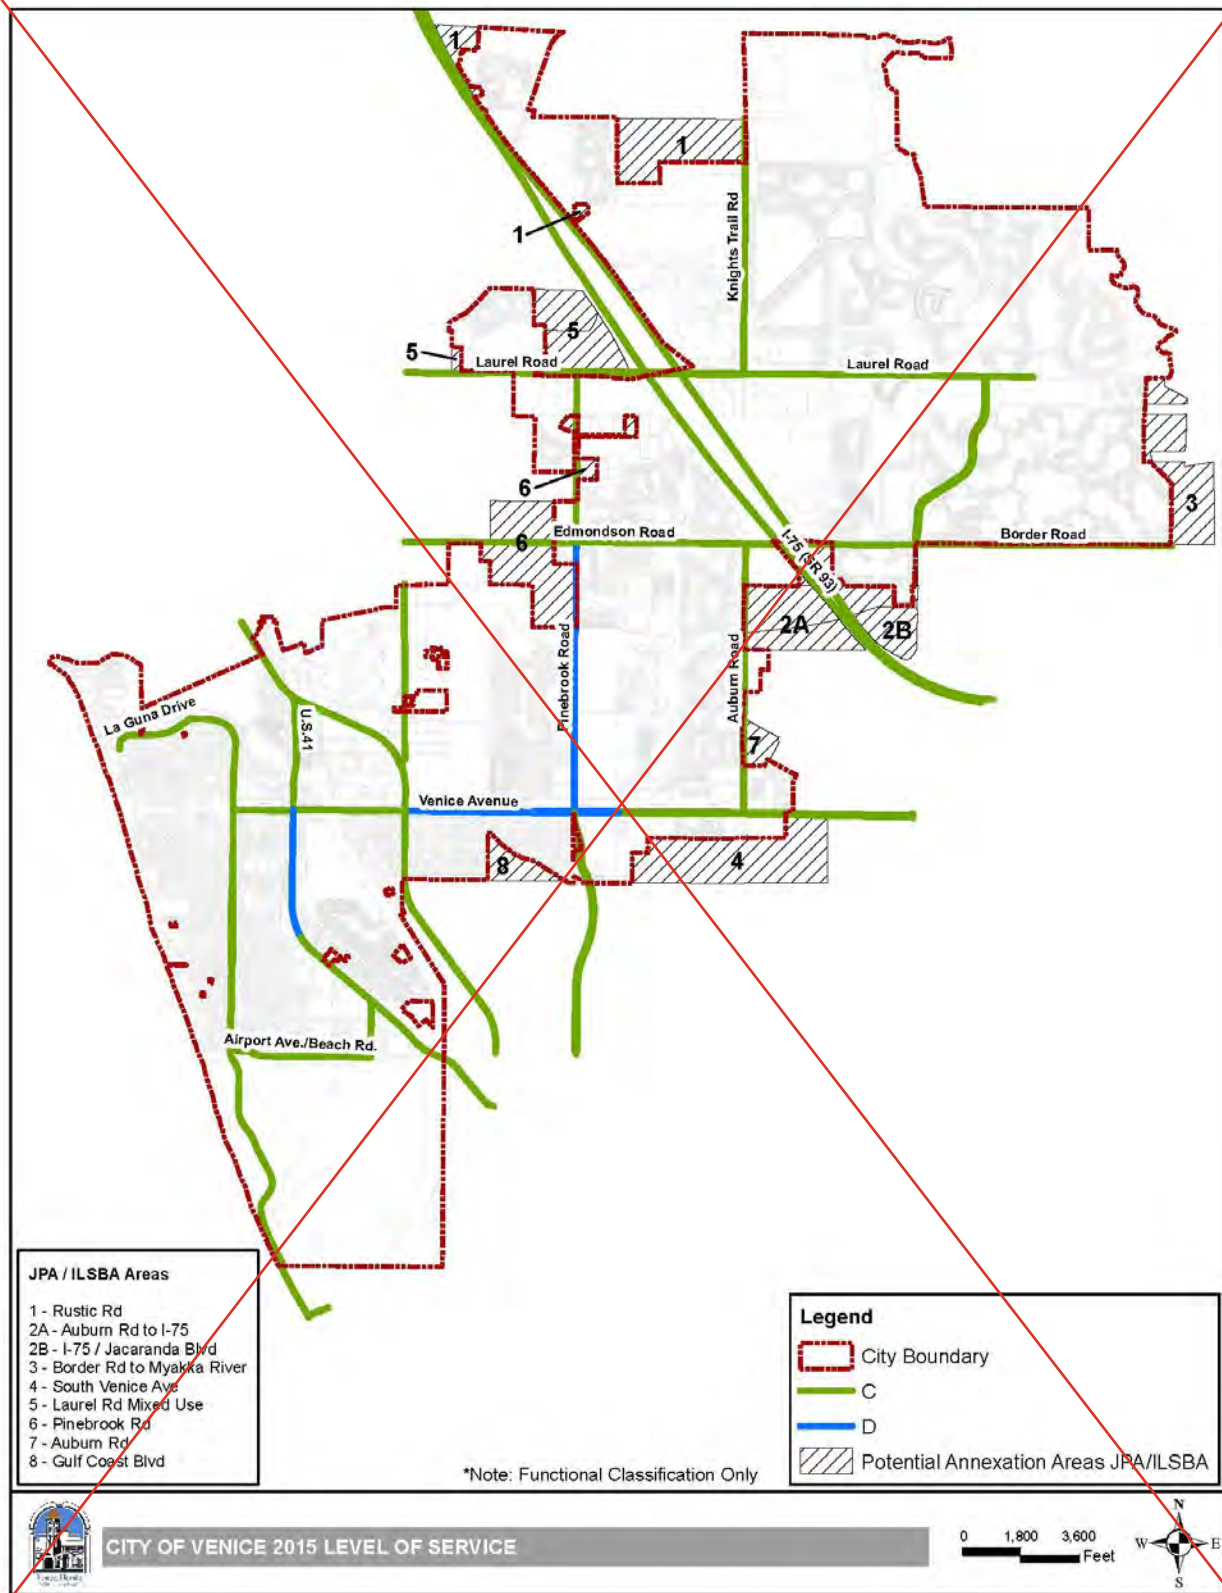 1
1
1
Knights Trail Rd
5
5
Laurel Road
Laurel Road
6
3
6
Edmondson Road
I-75 (SR 93)
Border Road
2A
2B
Pinebrook Road
Auburn Road
La Guna Drive
U.S.41
7
Venice Avenue
8
4
Airport Ave./Beach Rd.
JPA / ILSBA Areas
1 - Rustic Rd
2A - Auburn Rd to I-75
2B - I-75 / Jacaranda Blvd
3 - Border Rd to Myakka River
4 - South Venice Ave
5 - Laurel Rd Mixed Use
6 - Pinebrook Rd
7 - Auburn Rd
8 - Gulf Coast Blvd
Legend
City Boundary
C
D
Potential Annexation Areas JPA/ILSBA
*Note: Functional Classification Only
CITY OF VENICE 2015 LEVEL OF SERVICE
0 1,800 3,600
Feet
N
W E
S